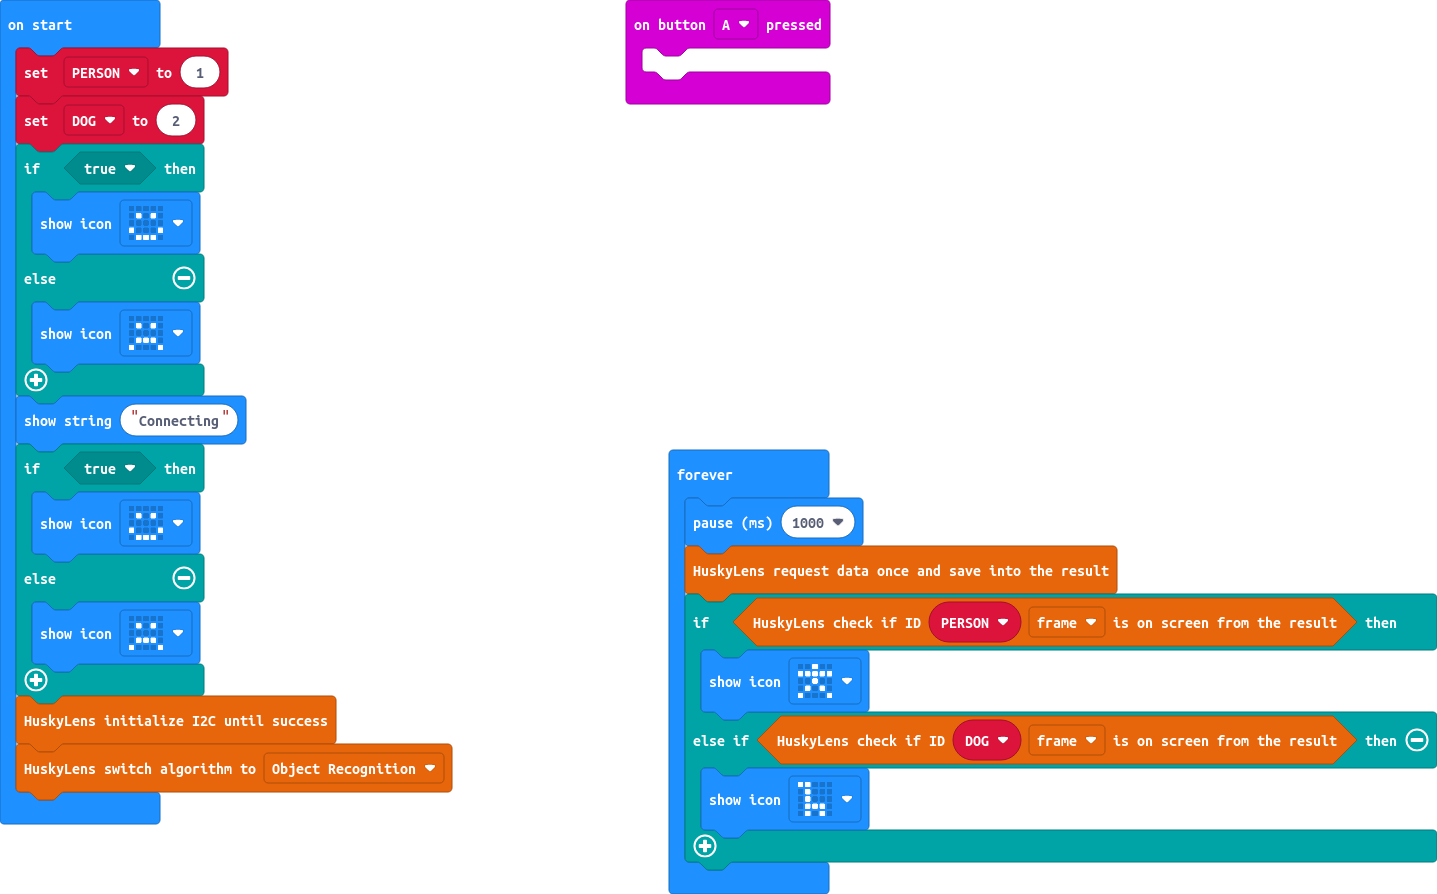 on start
set PERSON to 1
set DOG to 2
if true then
show icon
else
show icon
show string "Connecting"
if true then
show icon
else
show icon
HuskyLens initialize I2C until success
HuskyLens switch algorithm to Object Recognition
on button A pressed
forever
pause (ms) 1000
HuskyLens request data once and save into the result
if HuskyLens check if ID PERSON frame is on screen from the result then
show icon
else if HuskyLens check if ID DOG frame is on screen from the result then
show icon